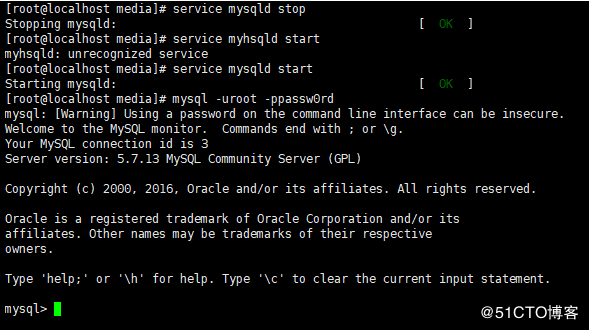 [root@localhost media]# service mysqld stop
Stopping mysqld: [ OK ]
[root@localhost media]# service myhsqld start
myhsqld: unrecognized service
[root@localhost media]# service mysqld start
Starting mysqld: [ OK ]
[root@localhost media]# mysql -uroot -ppassw0rd
mysql: [Warning] Using a password on the command line interface can be insecure.
Welcome to the MySQL monitor.  Commands end with ; or \g.
Your MySQL connection id is 3
Server version: 5.7.13 MySQL Community Server (GPL)
Copyright (c) 2000, 2016, Oracle and/or its affiliates. All rights reserved.
Oracle is a registered trademark of Oracle Corporation and/or its
affiliates. Other names may be trademarks of their respective
owners.
Type 'help;' or '\h' for help. Type '\c' to clear the current input statement.
mysql>
@51CTO博客